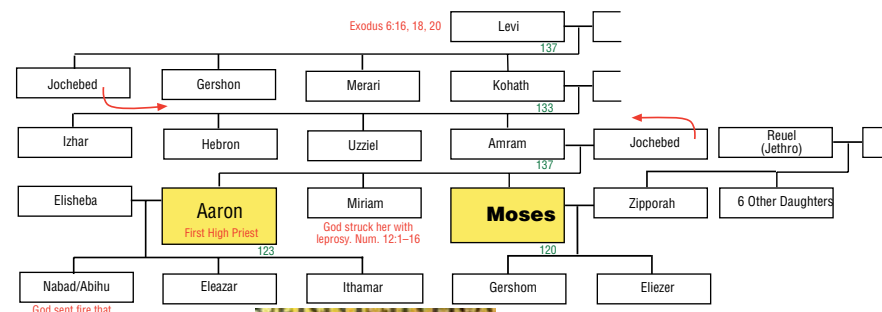 Exodus 6:16, 18, 20
Levi
137
Jochebed
Gershon
Merari
Kohath
133
Izhar
Hebron
Uzziel
Amram
Jochebed
Reuel
(Jethro)
137
Elisheba
Aaron
First High Priest
Miriam
God struck her with
leprosy. Num. 12:1–16
Moses
Zipporah
6 Other Daughters
123
120
Nabad/Abihu
Eleazar
Ithamar
Gershom
Eliezer
God sent fire that